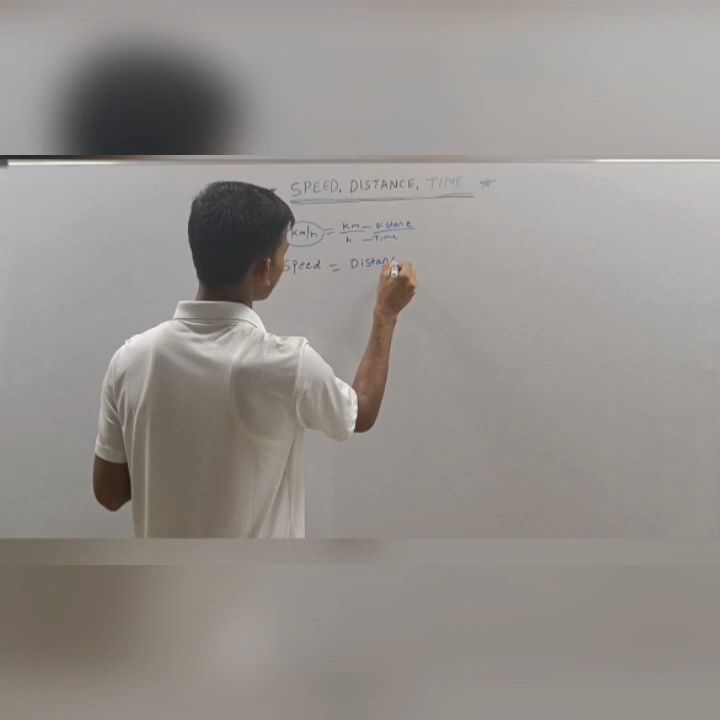 * SPEED, DISTANCE, TIME *
km/h = km/h - Distance/Time
Speed = Distan